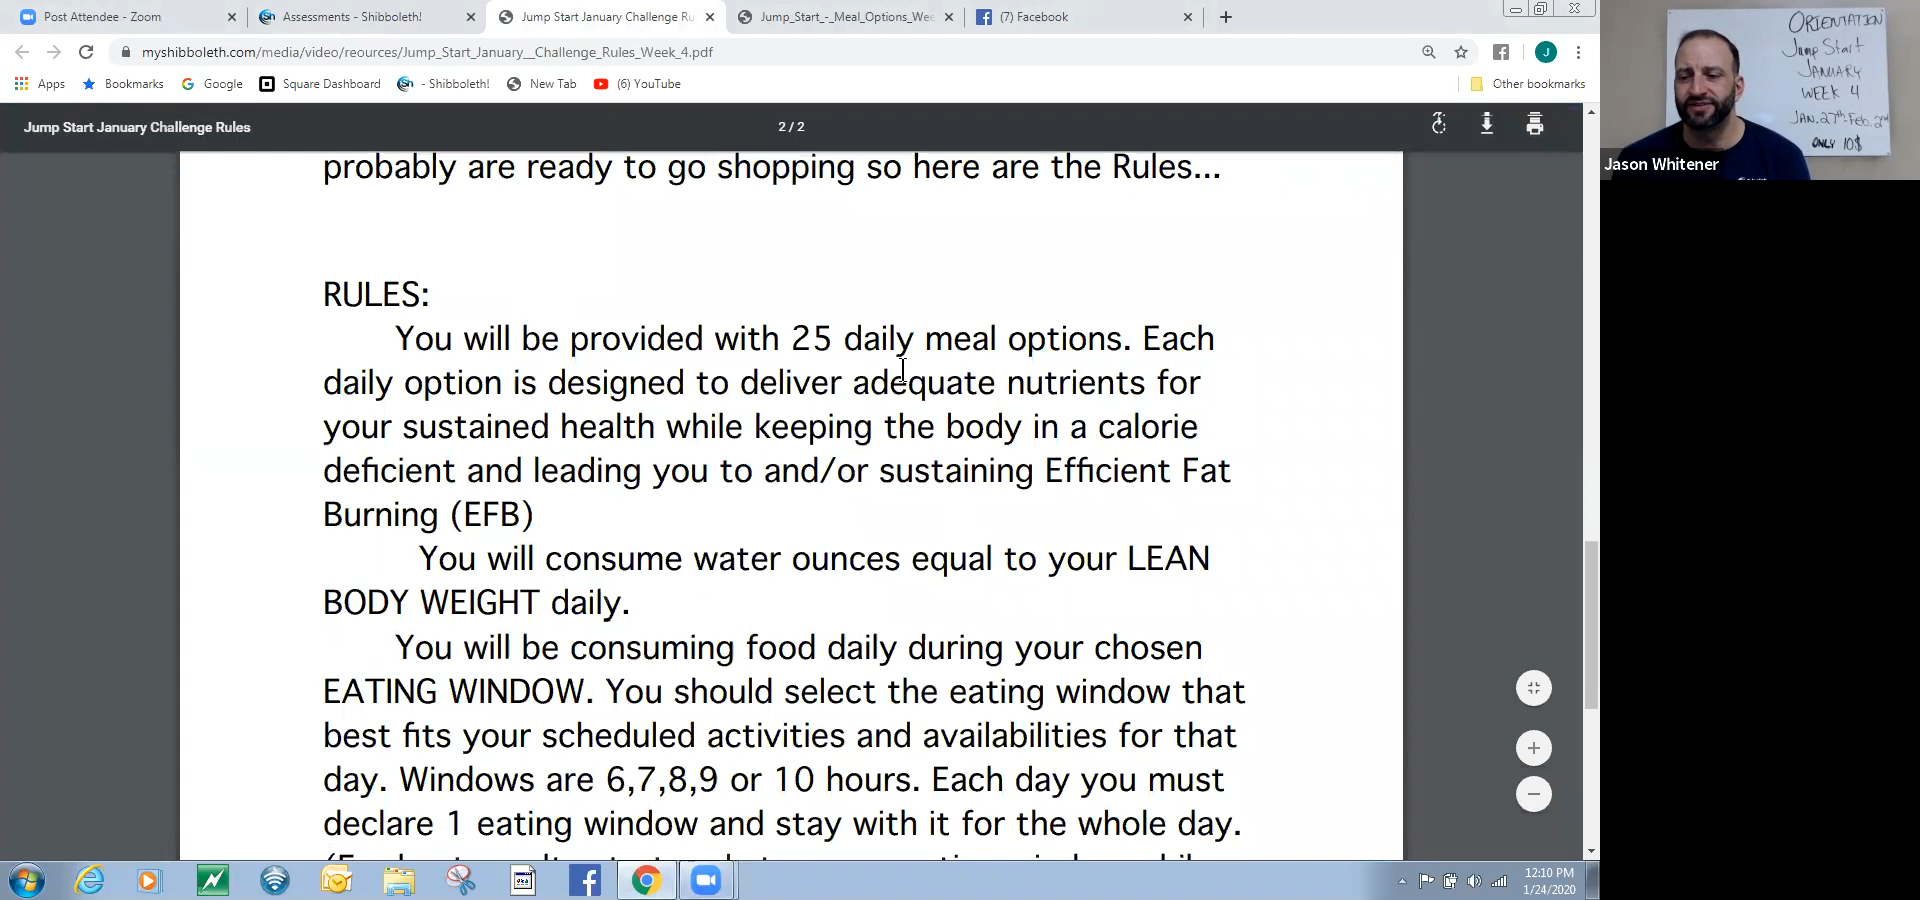 Post Attendee - Zoom
Assessments - Shibboleth!
Jump Start January Challenge Ru
Jump_Start_-_Meal_Options_Wee
(7) Facebook
myshibboleth.com/media/video/reources/Jump_Start_January__Challenge_Rules_Week_4.pdf
J
Apps
Bookmarks
Google
Square Dashboard
- Shibboleth!
New Tab
(6) YouTube
Other bookmarks
Jump Start January Challenge Rules
2 / 2
probably are ready to go shopping so here are the Rules...
RULES:
You will be provided with 25 daily meal options. Each
daily option is designed to deliver adequate nutrients for
your sustained health while keeping the body in a calorie
deficient and leading you to and/or sustaining Efficient Fat
Burning (EFB)
You will consume water ounces equal to your LEAN
BODY WEIGHT daily.
You will be consuming food daily during your chosen
EATING WINDOW. You should select the eating window that
best fits your scheduled activities and availabilities for that
day. Windows are 6,7,8,9 or 10 hours. Each day you must
declare 1 eating window and stay with it for the whole day.
ORIENTATION
Jump Start
JANUARY
WEEK 4
JAN. 27th-Feb. 2nd
ONLY 10$
Jason Whitener
12:10 PM
1/24/2020